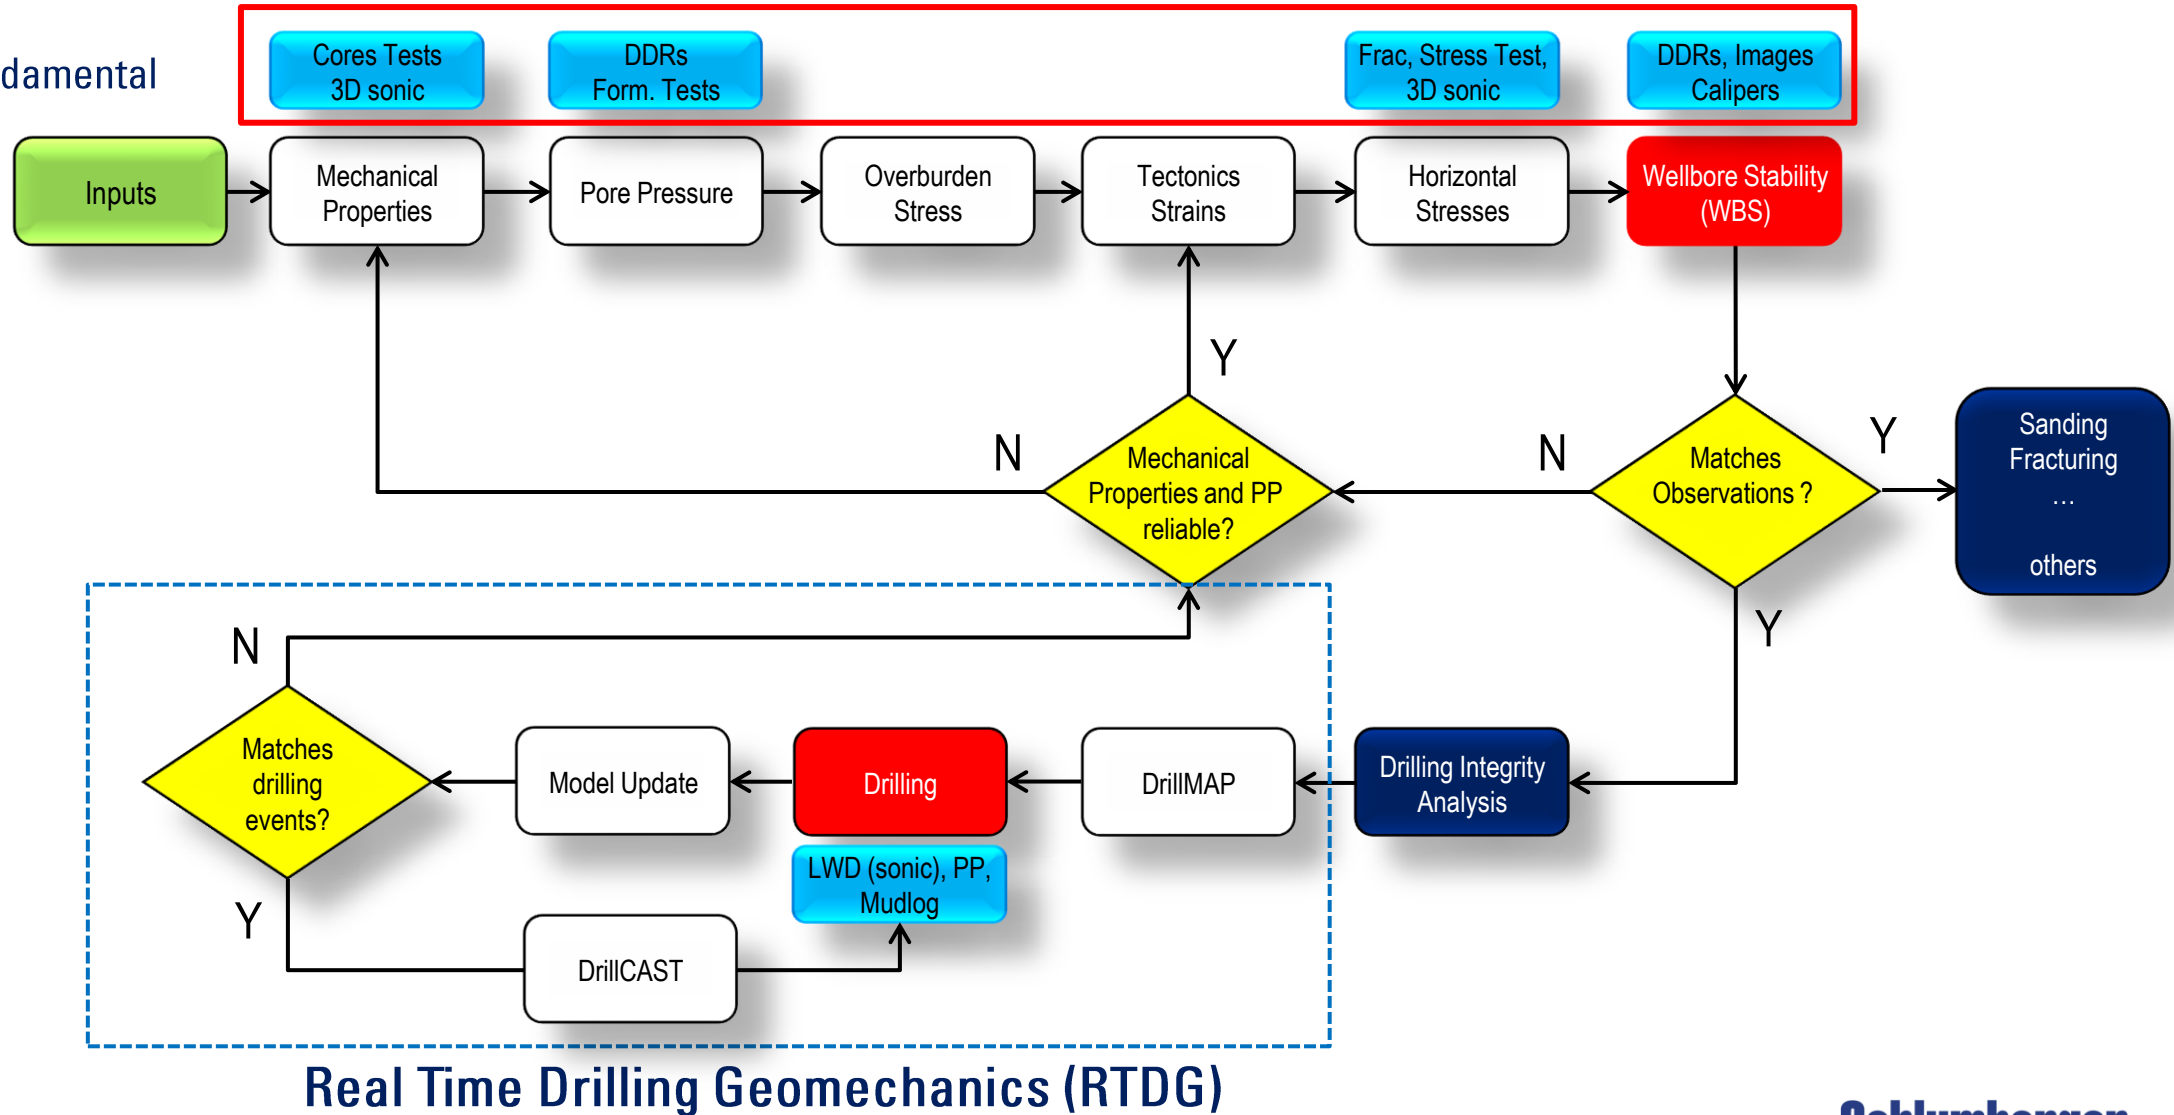 Cores Tests
3D sonic
DDRs
Form. Tests
Frac, Stress Test,
3D sonic
DDRs, Images
Calipers
Inputs
Mechanical
Properties
Pore Pressure
Overburden
Stress
Tectonics
Strains
Horizontal
Stresses
Wellbore Stability
(WBS)
Y
N
Mechanical
Properties and PP
reliable?
N
Matches
Observations ?
Y
Sanding
Fracturing
...
others
Y
N
Matches
drilling
events?
Model Update
Drilling
DrillMAP
Drilling Integrity
Analysis
LWD (sonic), PP,
Mudlog
Y
DrillCAST
Real Time Drilling Geomechanics (RTDG)